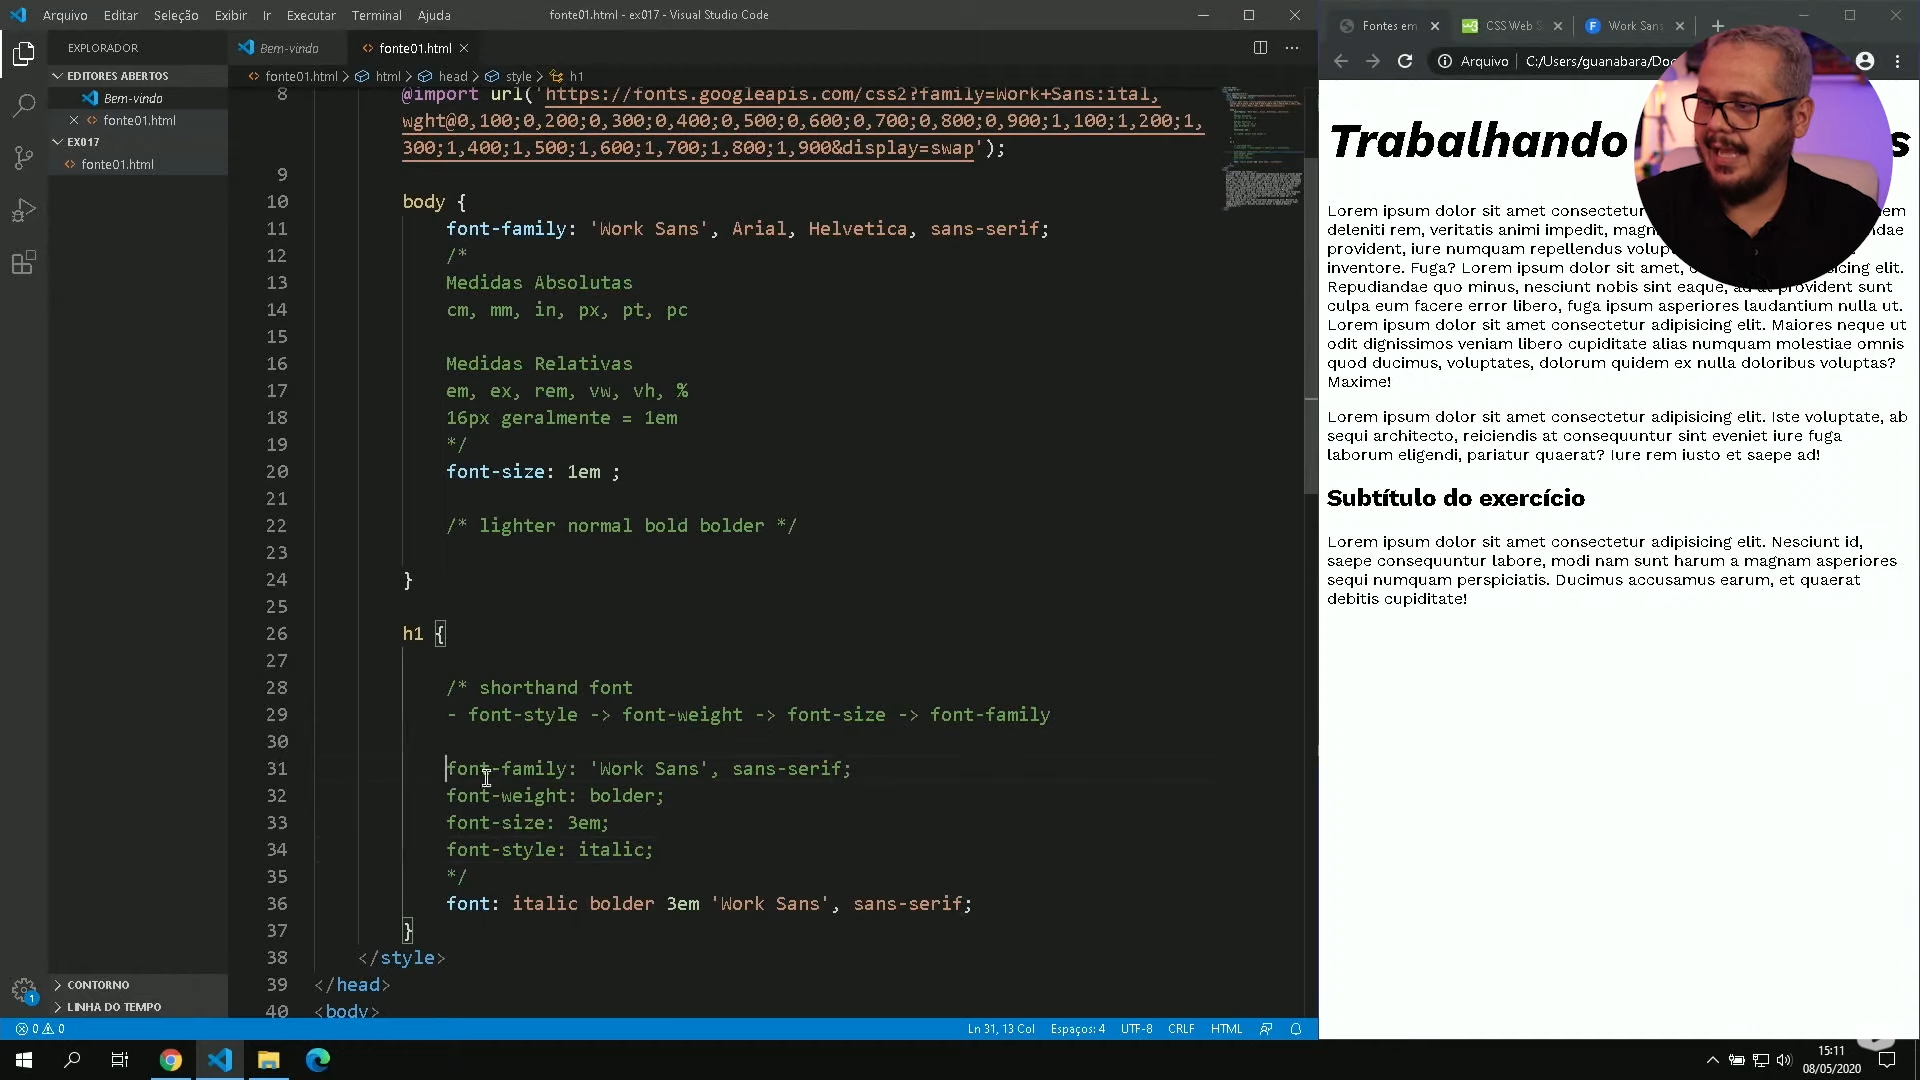 Arquivo Editar Seleção Exibir Ir Executar Terminal Ajuda
fonte01.html - ex017 - Visual Studio Code
EXPLORADOR
EDITORES ABERTOS
Bem-vindo
fonte01.html
EX017
fonte01.html
CONTORNO
LINHA DO TEMPO
1
Bem-vindo
fonte01.html
fonte01.html > html > head > style > h1
8 @import url('https://fonts.googleapis.com/css2?family=Work+Sans:ital,
wght@0,100;0,200;0,300;0,400;0,500;0,600;0,700;0,800;0,900;1,100;1,200;1,
300;1,400;1,500;1,600;1,700;1,800;1,900&display=swap');
9
10 body {
11 font-family: 'Work Sans', Arial, Helvetica, sans-serif;
12 /*
13 Medidas Absolutas
14 cm, mm, in, px, pt, pc
15
16 Medidas Relativas
17 em, ex, rem, vw, vh, %
18 16px geralmente = 1em
19 */
20 font-size: 1em ;
21
22 /* lighter normal bold bolder */
23
24 }
25
26 h1 {
27
28 /* shorthand font
29 - font-style -> font-weight -> font-size -> font-family
30
31 font-family: 'Work Sans', sans-serif;
32 font-weight: bolder;
33 font-size: 3em;
34 font-style: italic;
35 */
36 font: italic bolder 3em 'Work Sans', sans-serif;
37 }
38 </style>
39 </head>
40 <body>
0 0
Ln 31, 13 Col Espaços: 4 UTF-8 CRLF HTML
Fontes em
CSS Web S
Work Sans
Arquivo C:/Users/guanabara/Doc
Trabalhando s
Lorem ipsum dolor sit amet consectetur
deleniti rem, veritatis animi impedit,
provident, iure numquam repellendus
inventore. Fuga? Lorem ipsum dolor sit amet, elit.
Repudiandae quo minus, nesciunt nobis sint eaque, provident sunt
culpa eum facere error libero, fuga ipsum asperiores laudantium nulla ut.
Lorem ipsum dolor sit amet consectetur adipisicing elit. Maiores neque ut
odit dignissimos veniam libero cupiditate alias numquam molestiae omnis
quod ducimus, voluptates, dolorum quidem ex nulla doloribus voluptas?
Maxime!
Lorem ipsum dolor sit amet consectetur adipisicing elit. Iste voluptate, ab
sequi architecto, reiciendis at consequuntur sint eveniet iure fuga
laborum eligendi, pariatur quaerat? Iure rem iusto et saepe ad!
Subtítulo do exercício
Lorem ipsum dolor sit amet consectetur adipisicing elit. Nesciunt id,
saepe consequuntur labore, modi nam sunt harum a magnam asperiores
sequi numquam perspiciatis. Ducimus accusamus earum, et quaerat
debitis cupiditate!
15:11
08/05/2020